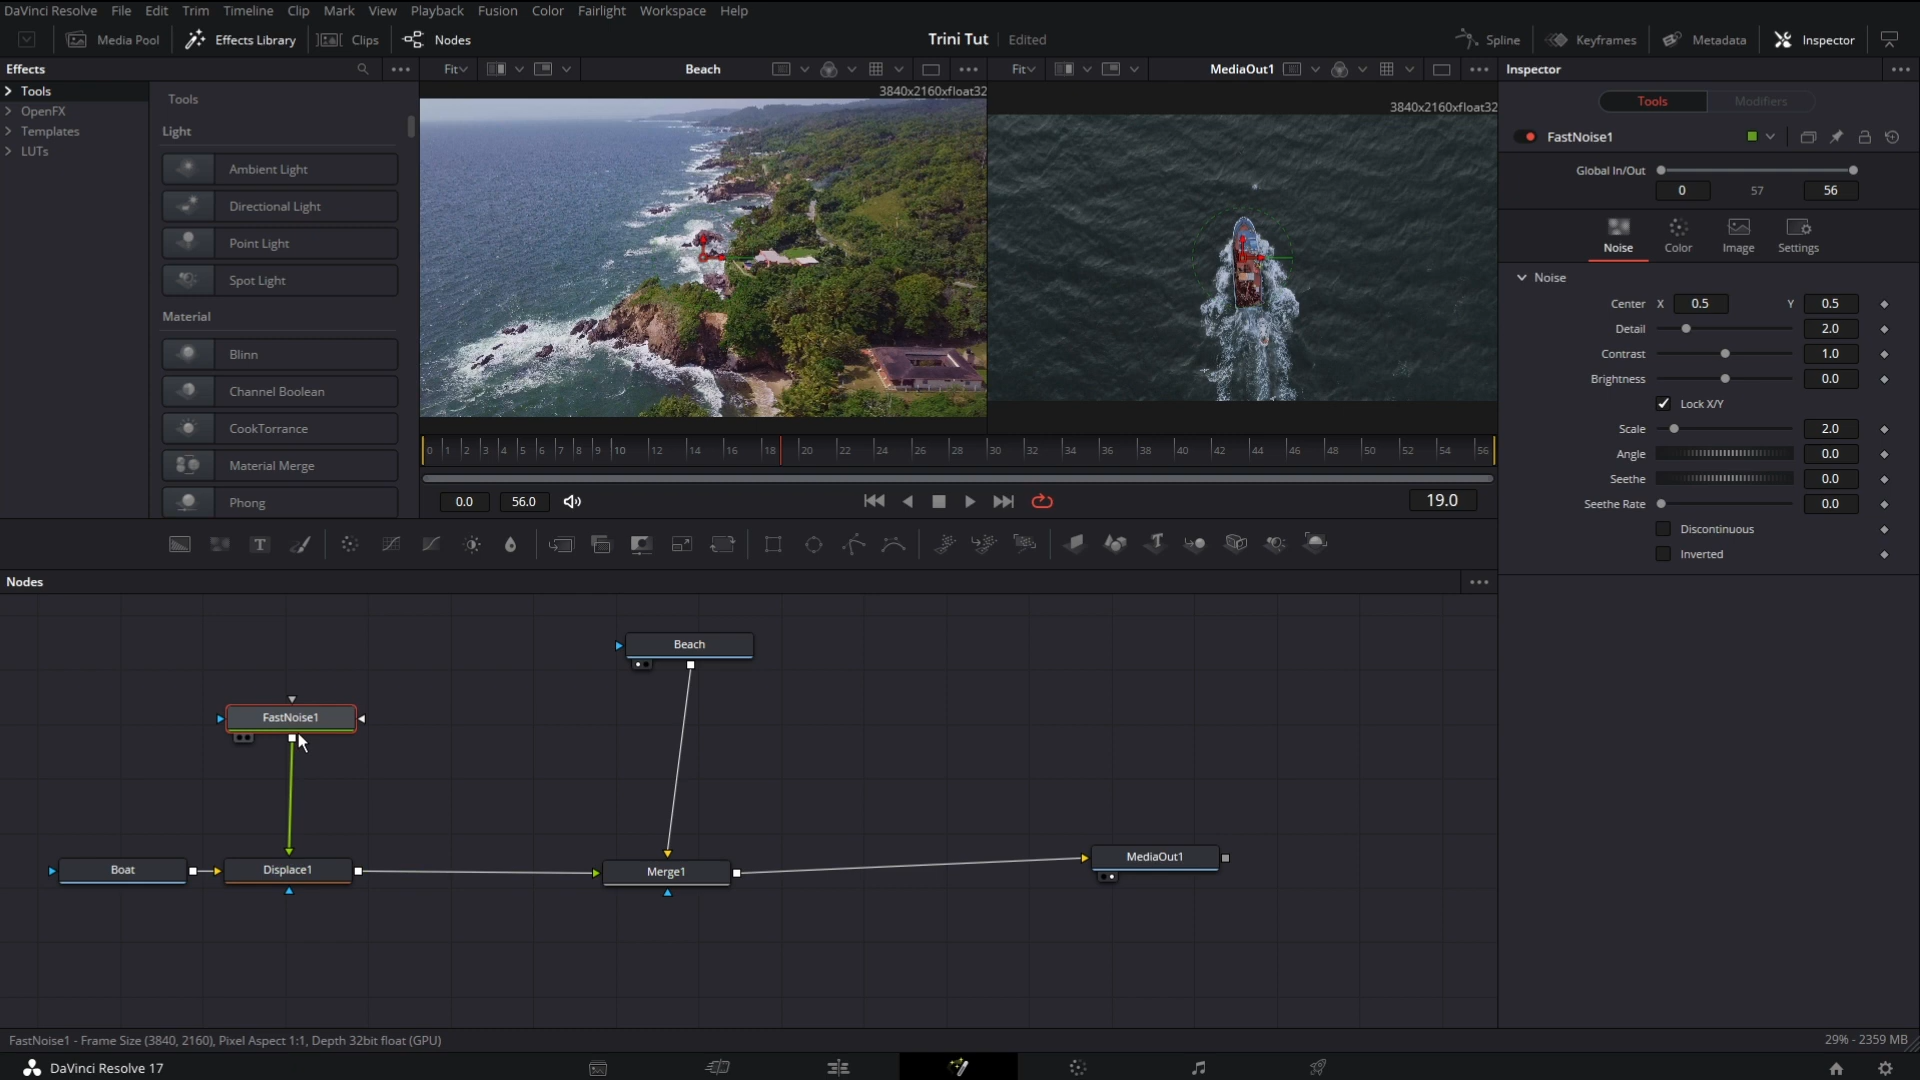 DaVinci Resolve File Edit Trim Timeline Clip Mark View Playback Fusion Color Fairlight Workspace Help
Media Pool Effects Library Clips Nodes Trini Tut Edited Spline Keyframes Metadata Inspector
Effects Fit Beach Fit MediaOut1 Inspector
Tools
OpenFX
Templates
LUTs
Tools
Light
Ambient Light
Directional Light
Point Light
Spot Light
Material
Blinn
Channel Boolean
CookTorrance
Material Merge
Phong
3840x2160xfloat32
3840x2160xfloat32
0 1 2 3 4 5 6 7 8 9 10 12 14 16 18 20 22 24 26 28 30 32 34 36 38 40 42 44 46 48 50 52 54 56
0.0 56.0 19.0
T
Nodes
Beach
FastNoise1
Boat Displace1 Merge1 MediaOut1
Tools Modifiers
FastNoise1
Global In/Out
0 57 56
Noise Color Image Settings
Noise
Center X 0.5 Y 0.5
Detail 2.0
Contrast 1.0
Brightness 0.0
Lock X/Y
Scale 2.0
Angle 0.0
Seethe 0.0
Seethe Rate 0.0
Discontinuous
Inverted
FastNoise1 - Frame Size (3840, 2160), Pixel Aspect 1:1, Depth 32bit float (GPU) 29% - 2359 MB
DaVinci Resolve 17